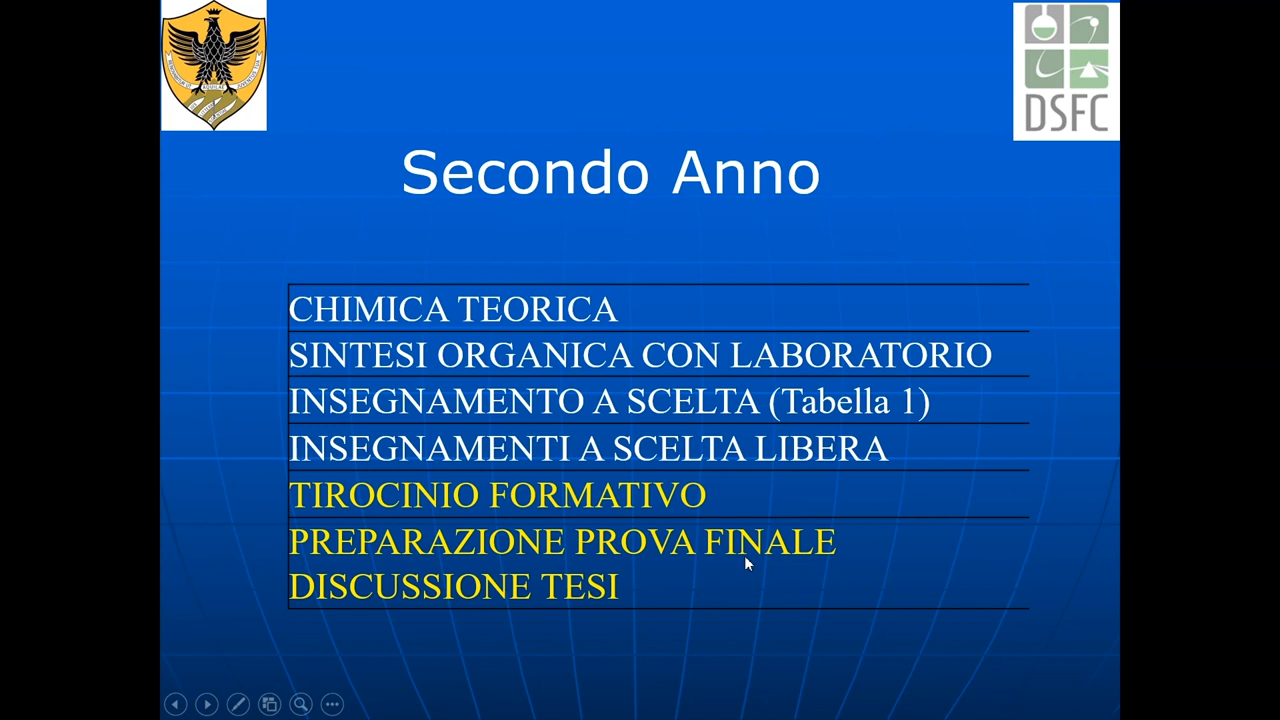 DSFC
Secondo Anno
CHIMICA TEORICA
SINTESI ORGANICA CON LABORATORIO
INSEGNAMENTO A SCELTA (Tabella 1)
INSEGNAMENTI A SCELTA LIBERA
TIROCINIO FORMATIVO
PREPARAZIONE PROVA FINALE
DISCUSSIONE TESI